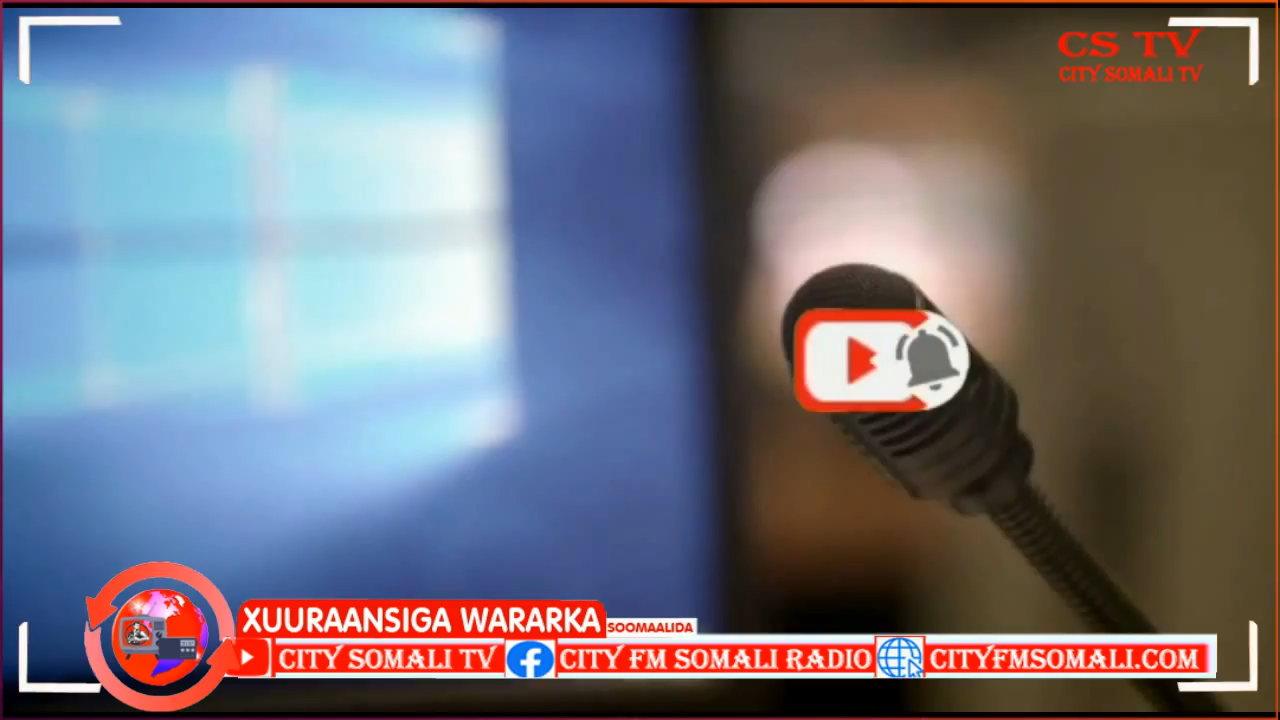 CS TV
CITY SOMALI TV
XUURAANSIGA WARARKA
SOOMAALIDA
CITY SOMALI TV
CITY FM SOMALI RADIO
CITYFMSOMALI.COM